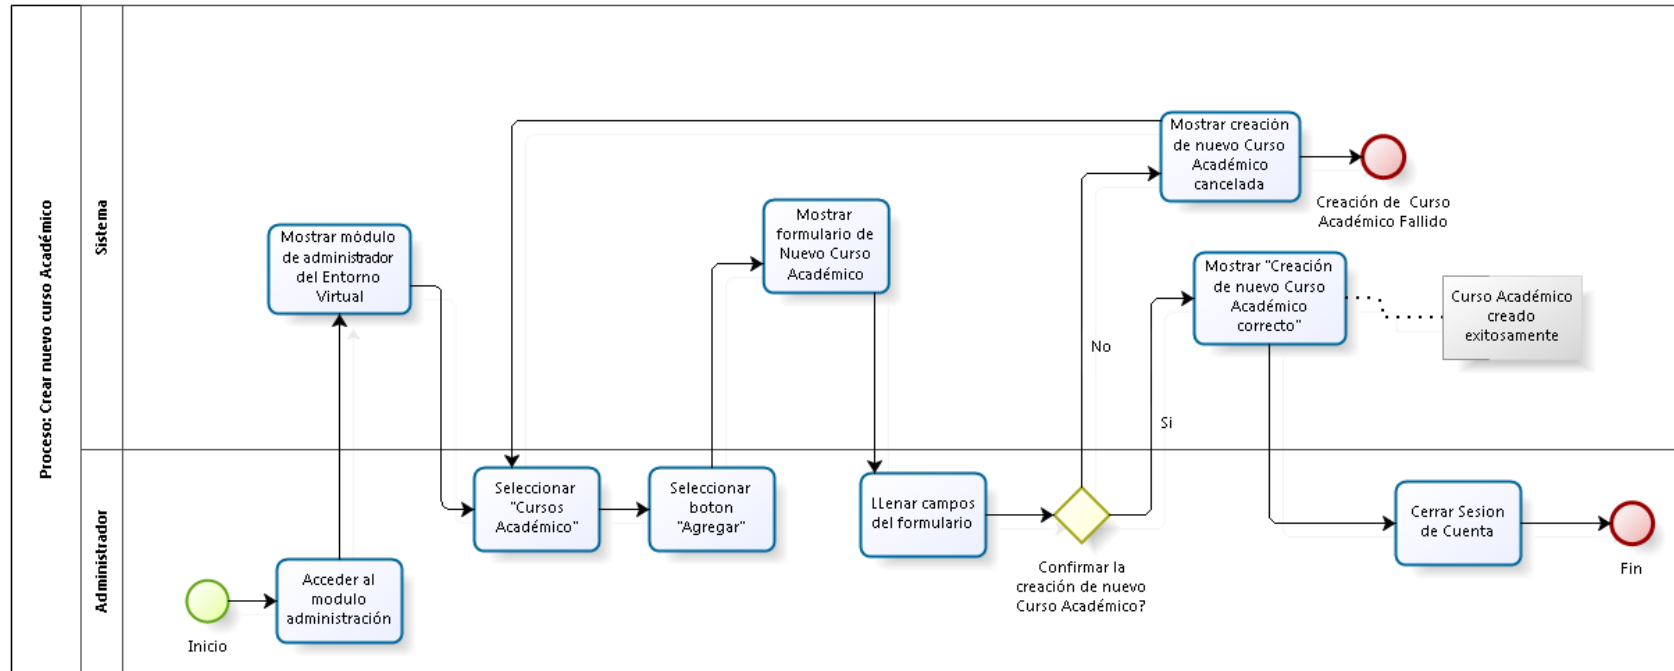 Proceso: Crear nuevo curso Académico
Sistema
Administrador
Inicio
Acceder al
modulo
administración
Mostrar módulo
de administrador
del Entorno
Virtual
Seleccionar
"Cursos
Académico"
Seleccionar
boton
"Agregar"
Mostrar
formulario de
Nuevo Curso
Académico
LLenar campos
del formulario
Confirmar la
creación de nuevo
Curso Académico?
No
Si
Mostrar creación
de nuevo Curso
Académico
cancelada
Creación de Curso
Académico Fallido
Mostrar "Creación
de nuevo Curso
Académico
correcto"
Curso Académico
creado
exitosamente
Cerrar Sesion
de Cuenta
Fin